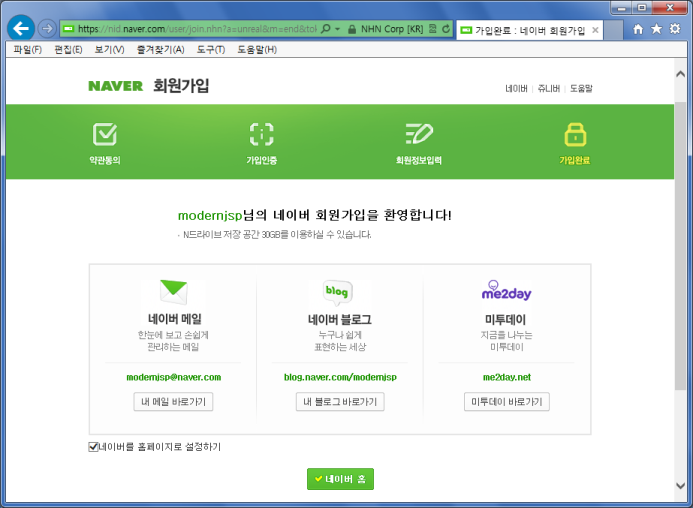 https://nid.naver.com/user/join.nhn?a=unreal&m=end&tok
NHN Corp [KR]
가입완료 : 네이버 회원가입
파일(F) 편집(E) 보기(V) 즐겨찾기(A) 도구(T) 도움말(H)
NAVER 회원가입
네이버 | 쥬니버 | 도움말
약관동의 가입인증 회원정보입력 가입완료
modernjsp님의 네이버 회원가입을 환영합니다!
· N드라이브 저장 공간 30GB를 이용하실 수 있습니다.
blog me2day
네이버 메일 네이버 블로그 미투데이
한눈에 보고 손쉽게 누구나 쉽게 지금을 나누는
관리하는 메일 표현하는 세상 미투데이
modernjsp@naver.com blog.naver.com/modernjsp me2day.net
내 메일 바로가기 내 블로그 바로가기 미투데이 바로가기
네이버를 홈페이지로 설정하기
네이버 홈